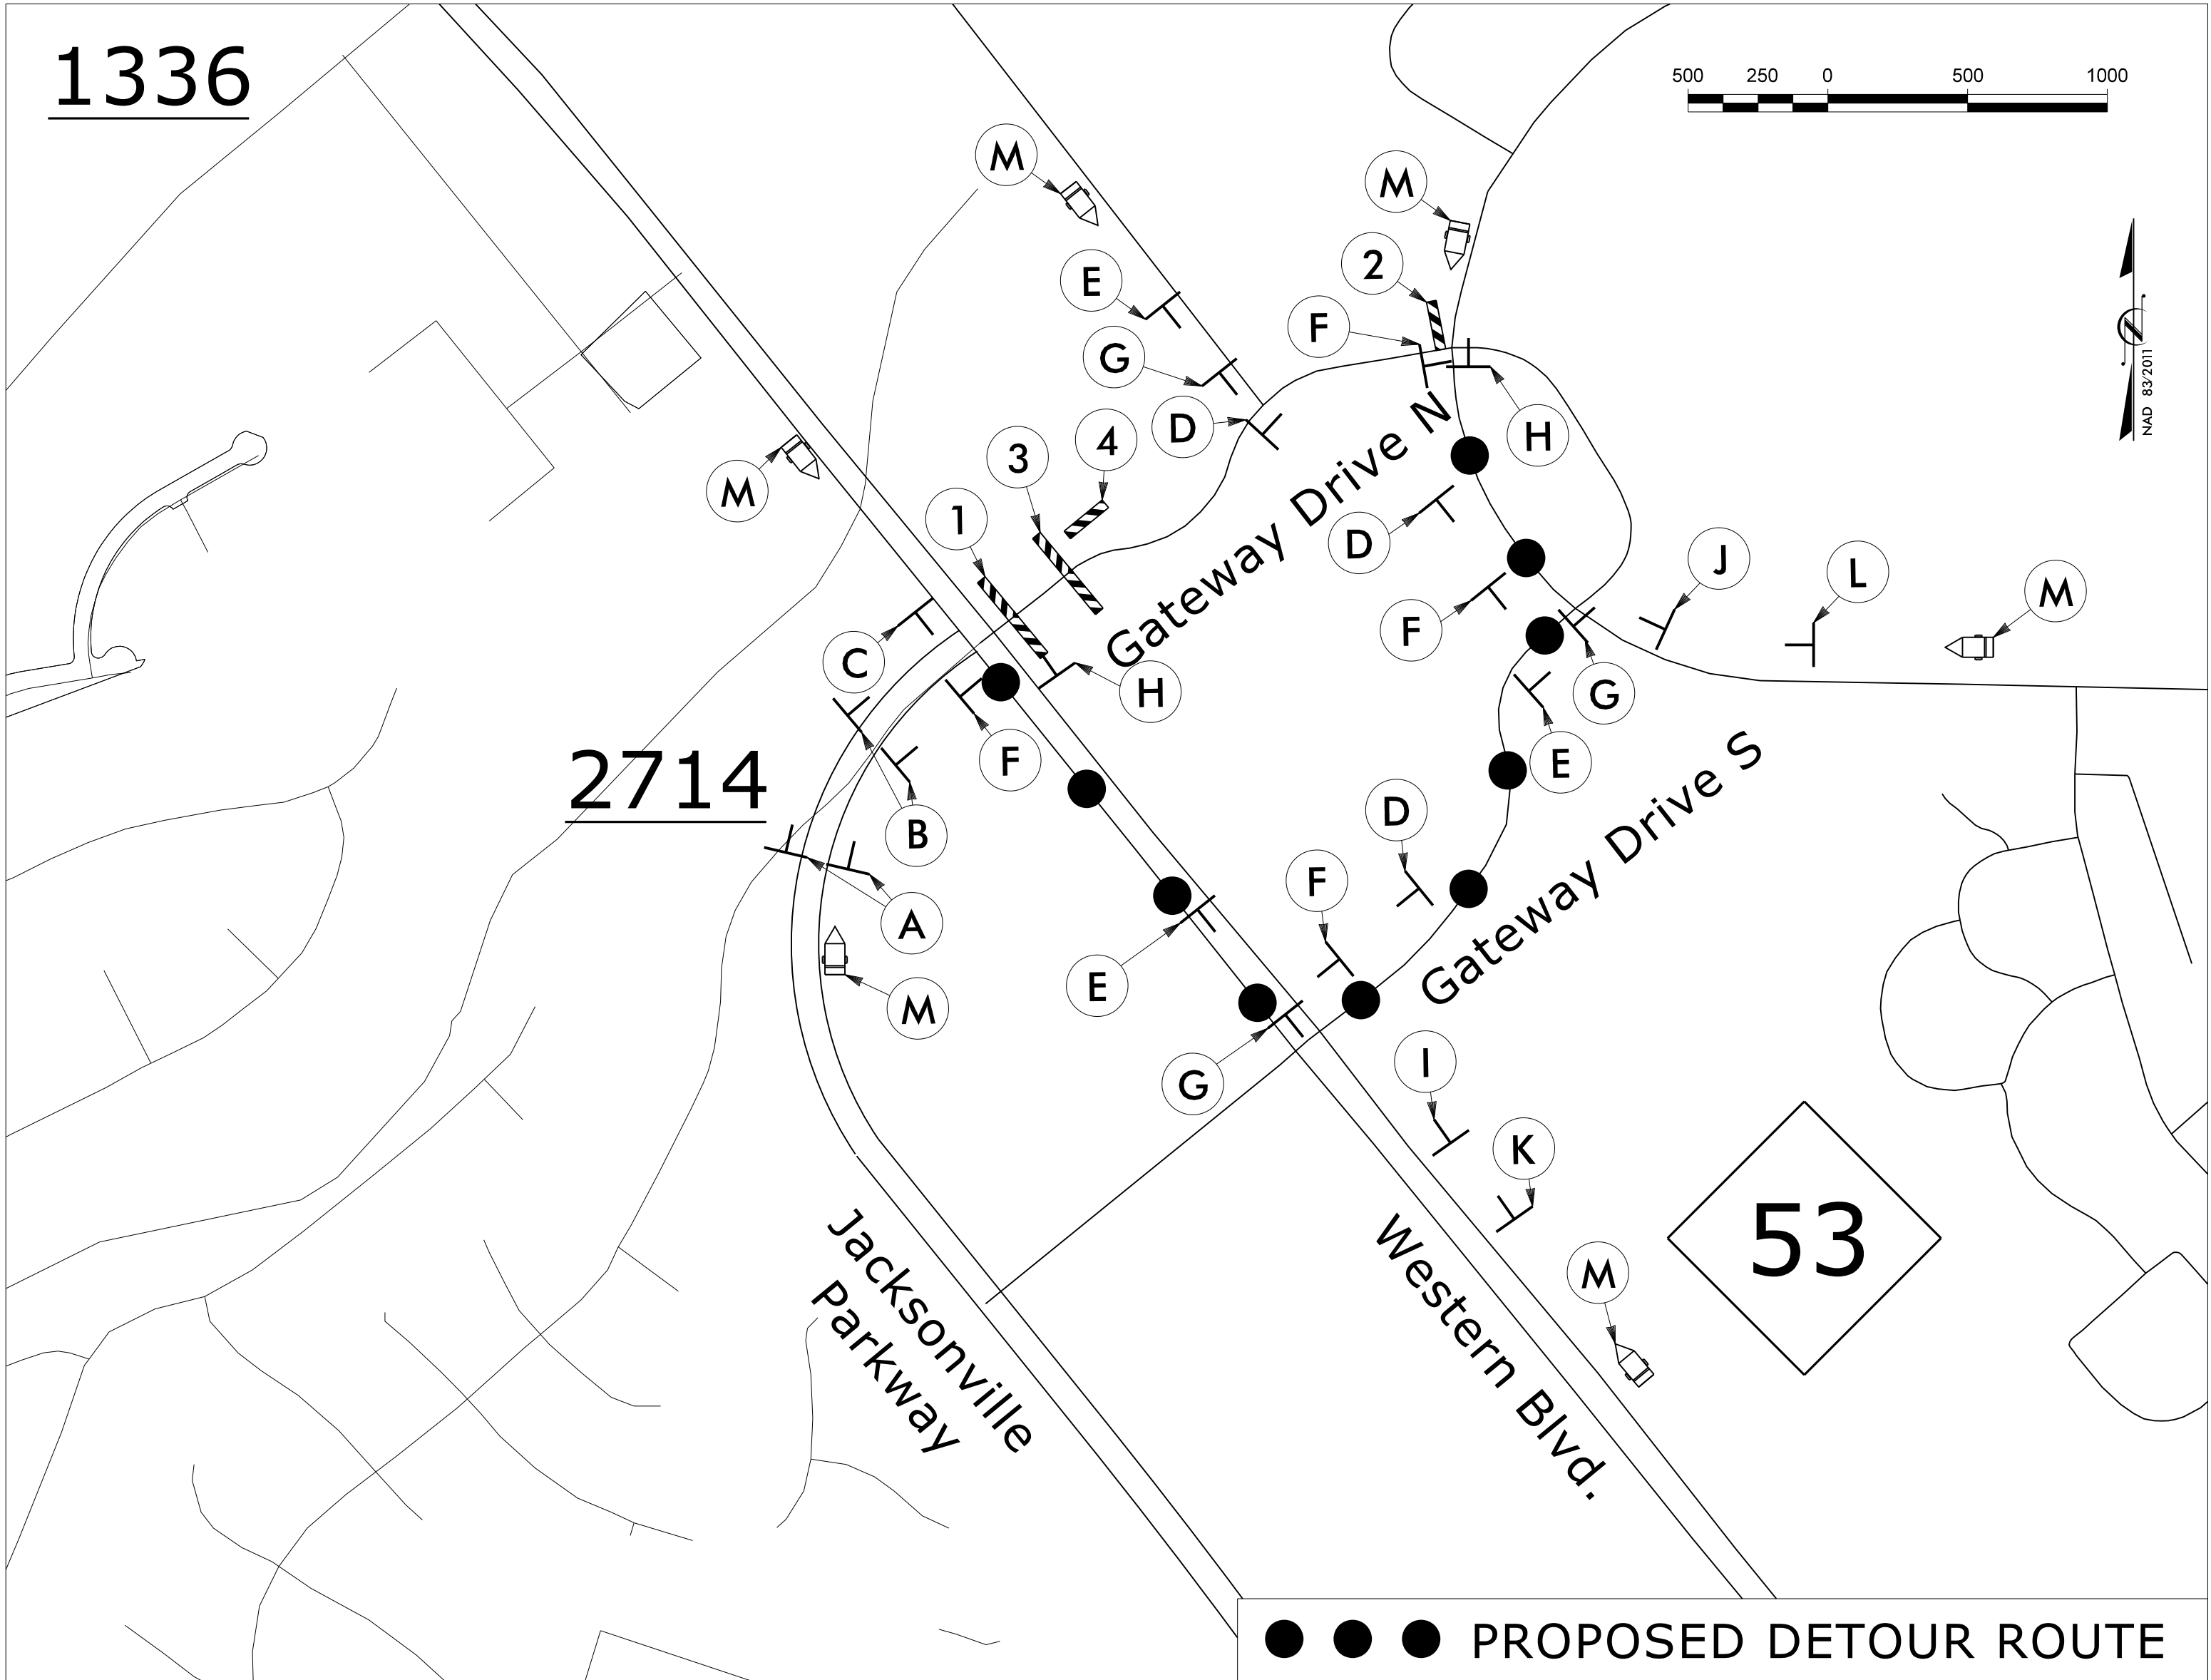 1336
500 250 0 500 1000
M
M
2
E
F
G
NAD 83/2011
D
4
H
3
M
1
Gateway Drive N
D
J
L
M
F
C
H
G
F
E
2714
B
D
A
F
Gateway Drive S
E
M
I
G
K
53
M
Jacksonville
Parkway
Western Blvd.
PROPOSED DETOUR ROUTE